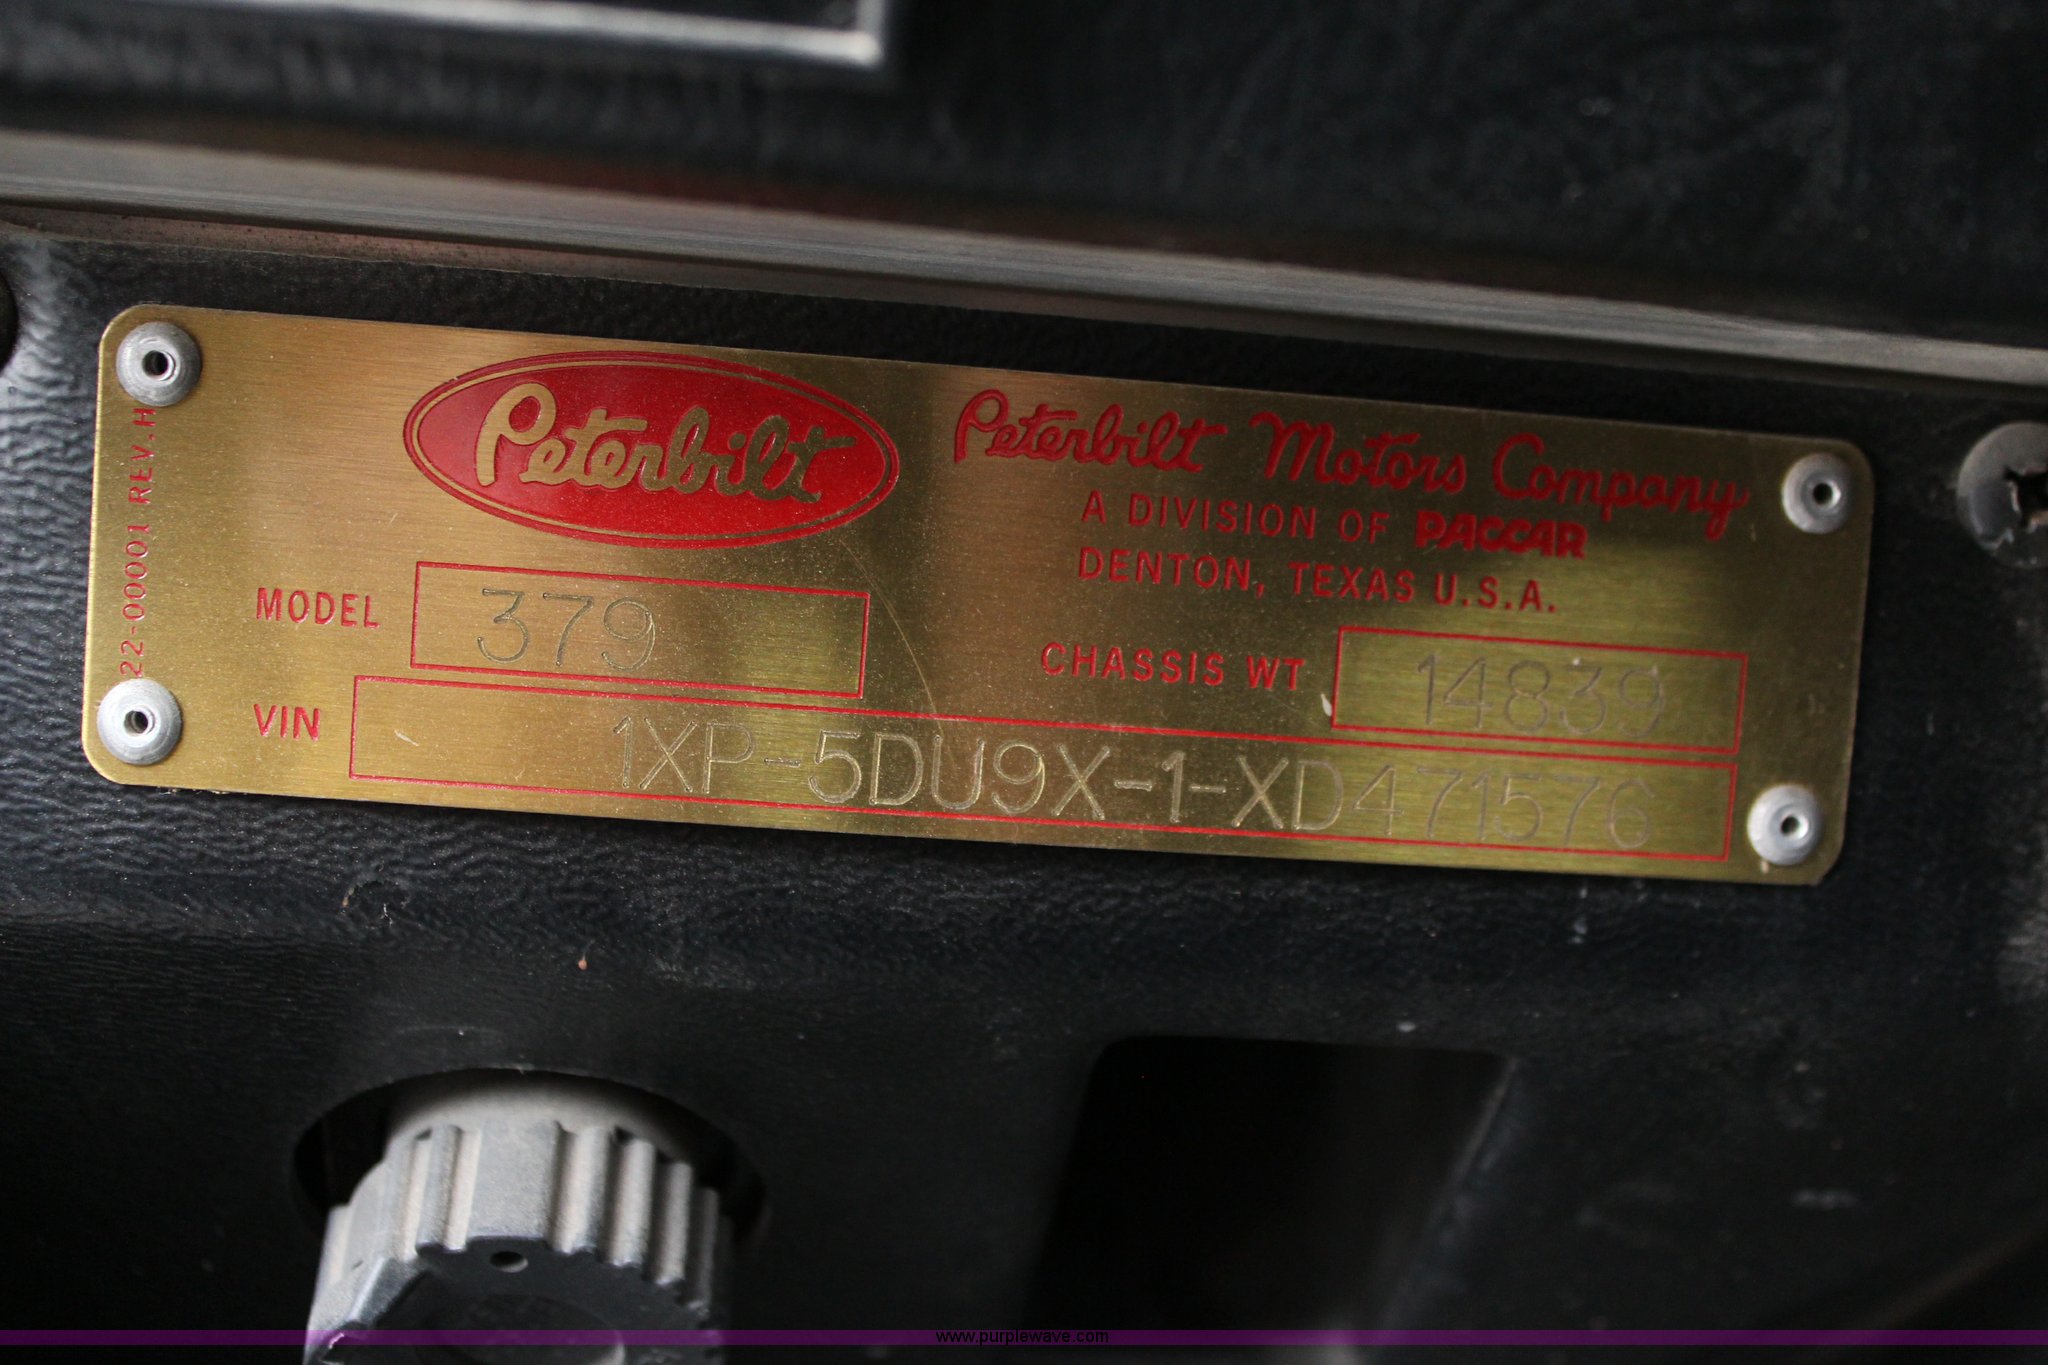 Peterbilt
Peterbilt Motors Company
A DIVISION OF PACCAR
DENTON, TEXAS U.S.A.
MODEL 379
CHASSIS WT 14839
VIN 1XP-5DU9X-1-XD471576
22-00001 REV.H
www.purplewave.com